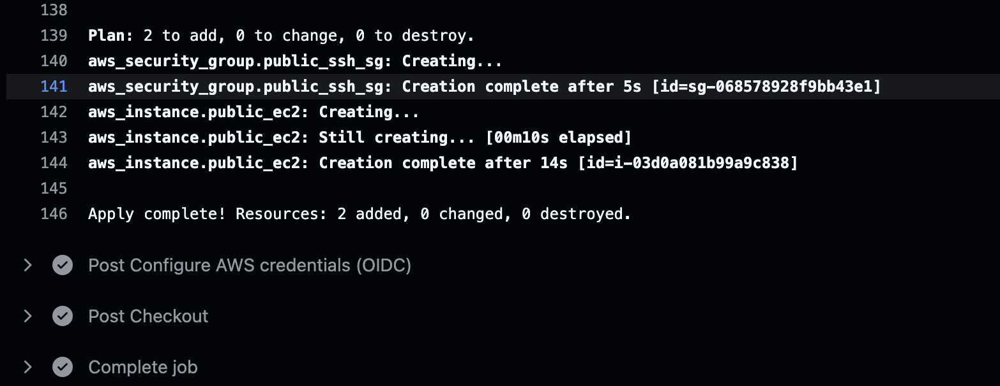 138
139 Plan: 2 to add, 0 to change, 0 to destroy.
140 aws_security_group.public_ssh_sg: Creating...
141 aws_security_group.public_ssh_sg: Creation complete after 5s [id=sg-068578928f9bb43e1]
142 aws_instance.public_ec2: Creating...
143 aws_instance.public_ec2: Still creating... [00m10s elapsed]
144 aws_instance.public_ec2: Creation complete after 14s [id=i-03d0a081b99a9c838]
145
146 Apply complete! Resources: 2 added, 0 changed, 0 destroyed.
Post Configure AWS credentials (OIDC)
Post Checkout
Complete job